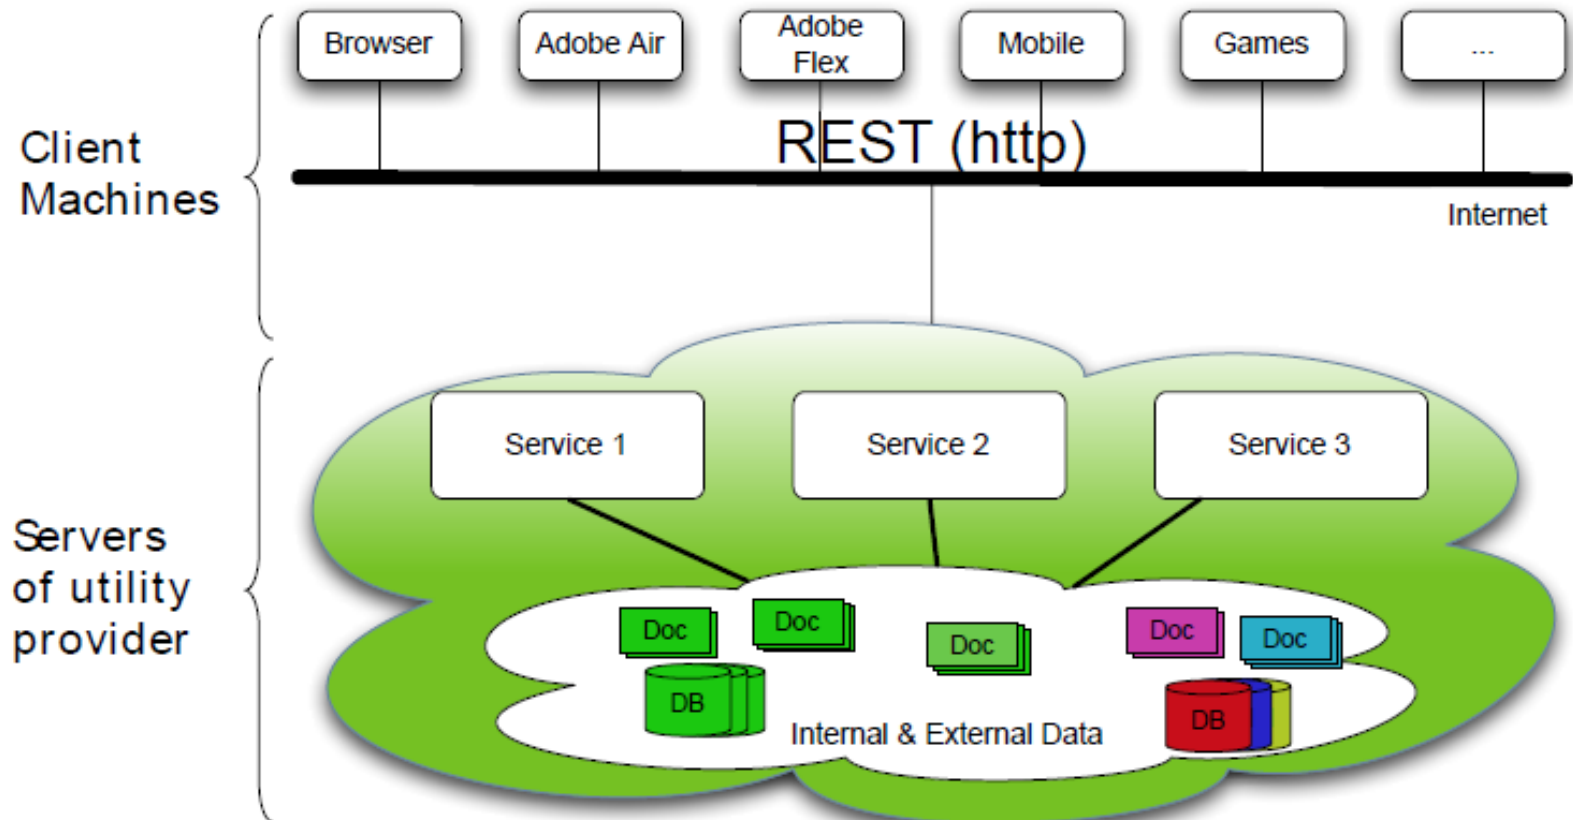 Browser
Adobe Air
Adobe
Flex
Mobile
Games
...
REST (http)
Client
Machines
Internet
Service 1
Service 2
Service 3
Servers
of utility
provider
Doc
Doc
Doc
Doc
Doc
DB
DB
Internal & External Data